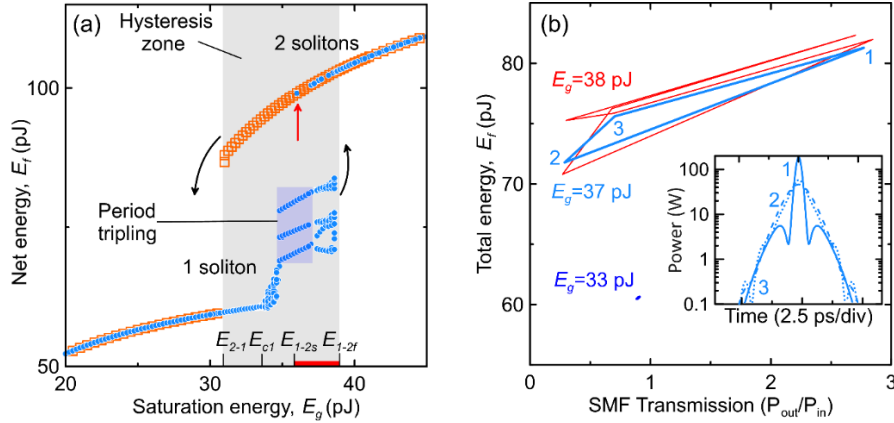 (a)
Hysteresis
zone
2 solitons
100
Net energy, E_f (pJ)
Period
tripling
1 soliton
E_2-1 E_c1 E_1-2s E_1-2f
50
20 30 40
Saturation energy, E_g (pJ)
(b)
80
E_g=38 pJ
1
3
2
70
E_g=37 pJ
Total energy, E_f (pJ)
E_g=33 pJ
60
100
10
1
0.1
Power (W)
1
2
3
Time (2.5 ps/div)
0 1 2 3
SMF Transmission (P_out/P_in)